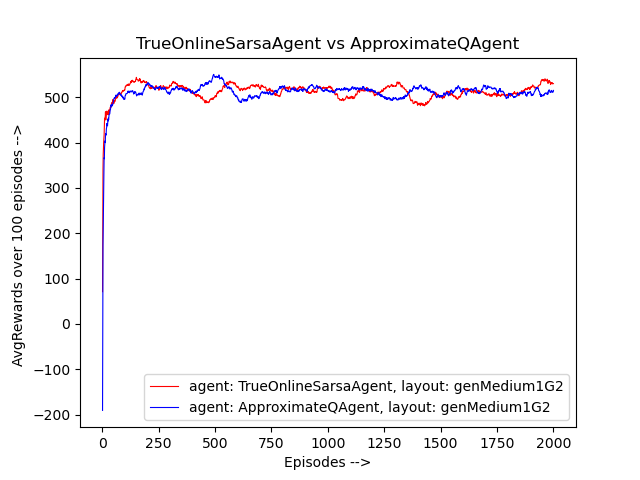 TrueOnlineSarsaAgent vs ApproximateQAgent
AvgRewards over 100 episodes -->
500
400
300
200
100
0
−100
−200
agent: TrueOnlineSarsaAgent, layout: genMedium1G2
agent: ApproximateQAgent, layout: genMedium1G2
0 250 500 750 1000 1250 1500 1750 2000
Episodes -->